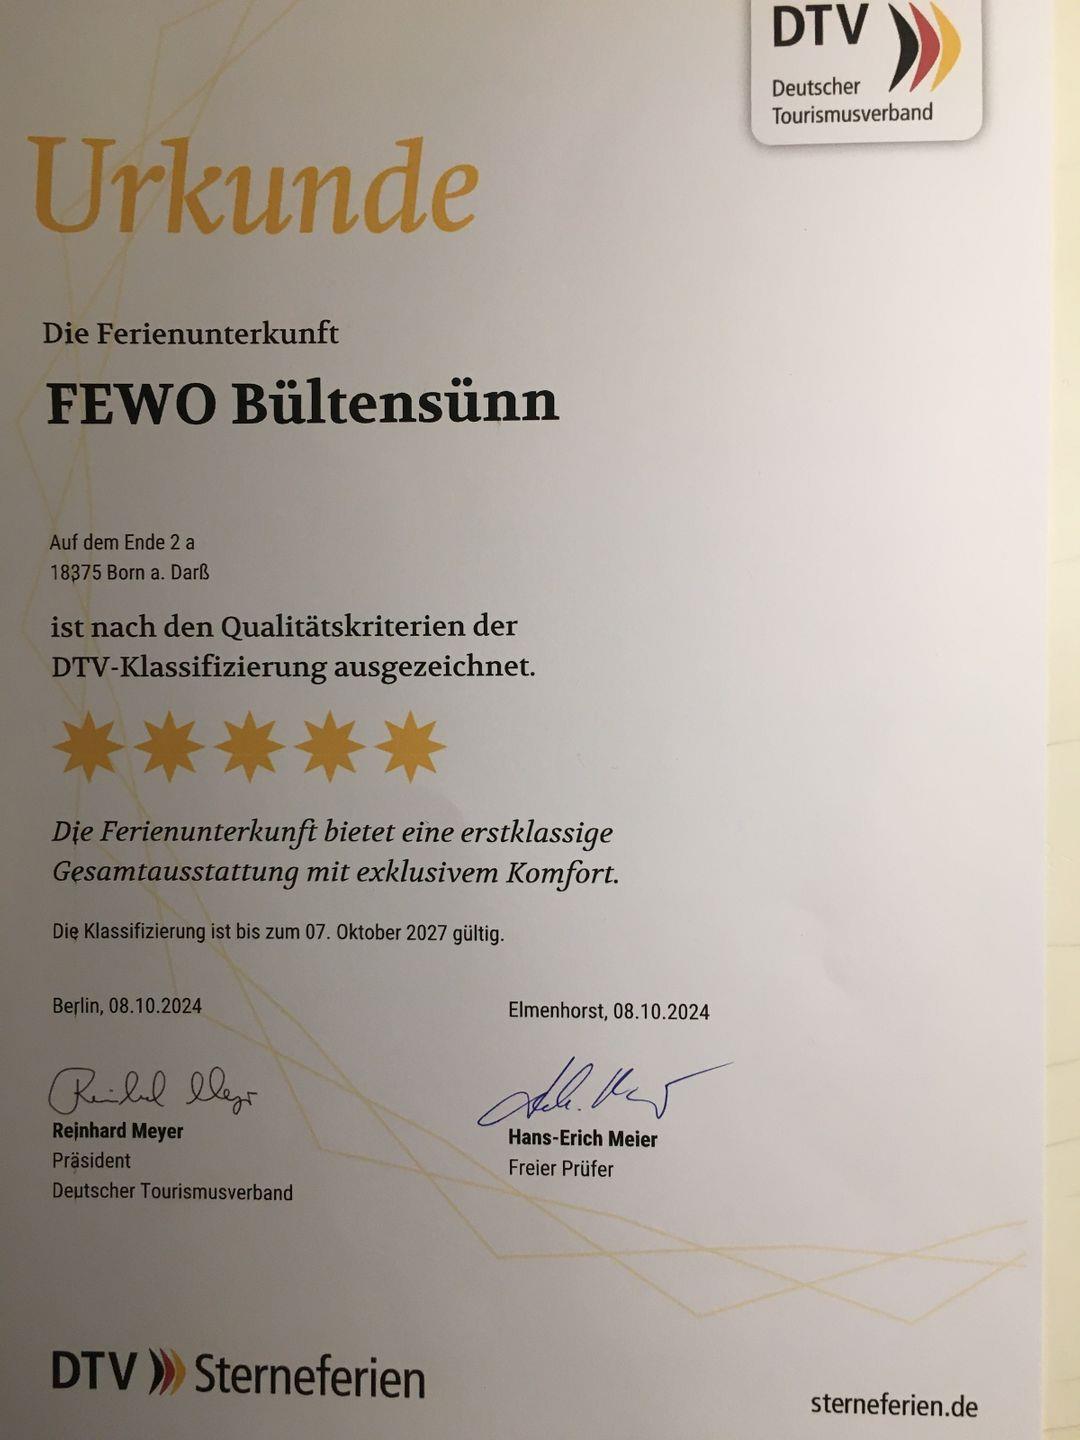 DTV
Deutscher
Tourismusverband
Urkunde
Die Ferienunterkunft
FEWO Bültensünn
Auf dem Ende 2 a
18375 Born a. Darß
ist nach den Qualitätskriterien der
DTV-Klassifizierung ausgezeichnet.
Die Ferienunterkunft bietet eine erstklassige
Gesamtausstattung mit exklusivem Komfort.
Die Klassifizierung ist bis zum 07. Oktober 2027 gültig.
Berlin, 08.10.2024
Reinhard Meyer
Reinhard Meyer
Präsident
Deutscher Tourismusverband
Elmenhorst, 08.10.2024
Hans-Erich Meier
Freier Prüfer
DTV Sterneferien
sterneferien.de